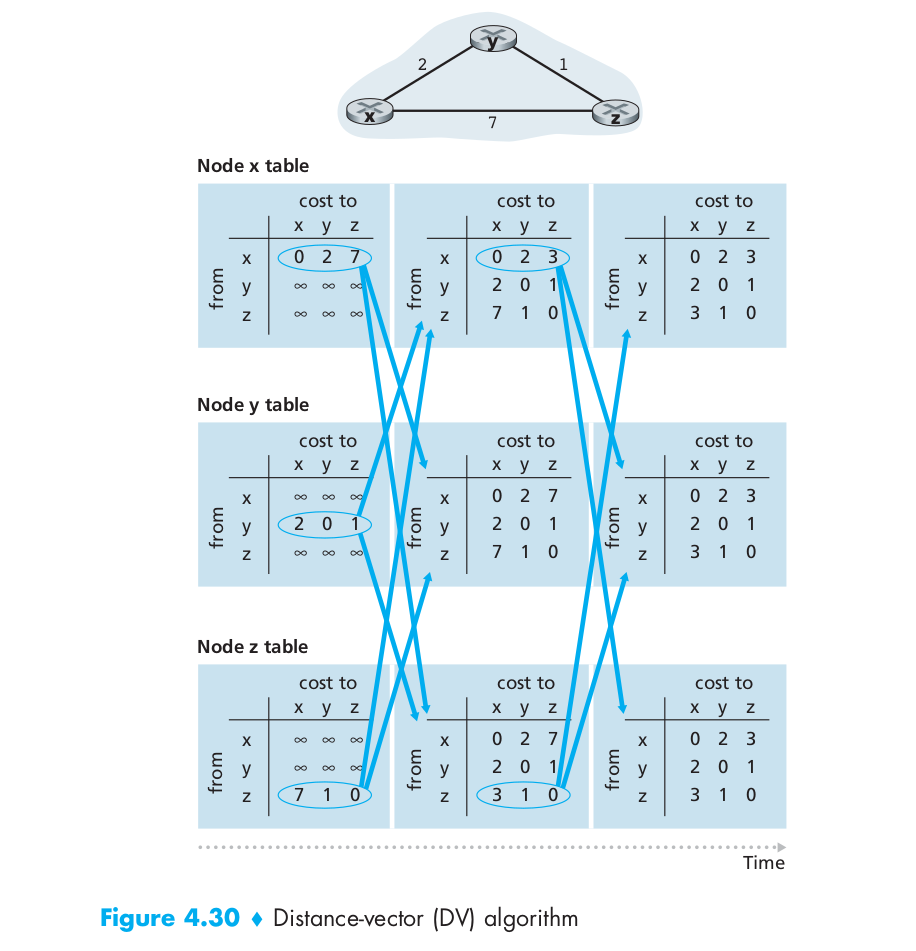 y
2 1
x z
7
Node x table
cost to cost to cost to
x y z x y z x y z
x 0 2 7 x 0 2 3 x 0 2 3
from y ∞ ∞ ∞ from y 2 0 1 from y 2 0 1
z ∞ ∞ ∞ z 7 1 0 z 3 1 0
Node y table
cost to cost to cost to
x y z x y z x y z
x ∞ ∞ ∞ x 0 2 7 x 0 2 3
from y 2 0 1 from y 2 0 1 from y 2 0 1
z ∞ ∞ ∞ z 7 1 0 z 3 1 0
Node z table
cost to cost to cost to
x y z x y z x y z
x ∞ ∞ ∞ x 0 2 7 x 0 2 3
from y ∞ ∞ ∞ from y 2 0 1 from y 2 0 1
z 7 1 0 z 3 1 0 z 3 1 0
Time
Figure 4.30 ♦ Distance-vector (DV) algorithm